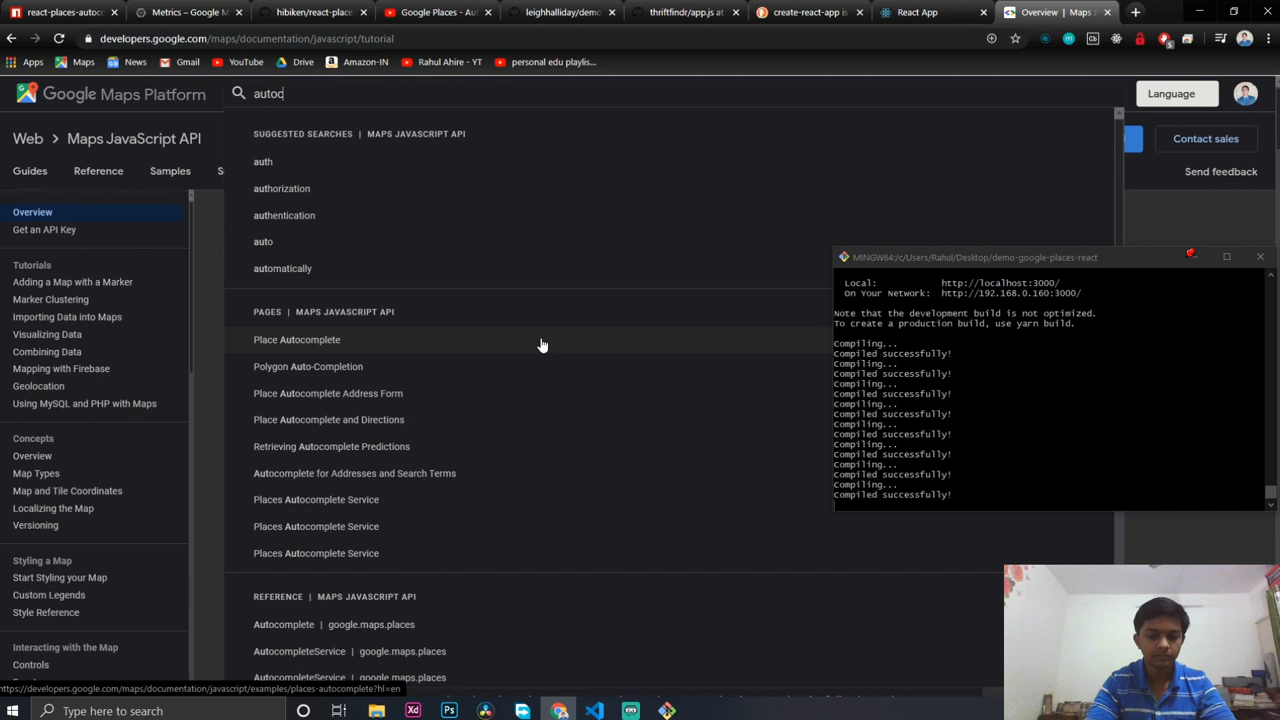 react-places-autoco
Metrics – Google M
hibiken/react-place
Google Places - Au
leighhalliday/demo
thriftfindr/app.js at
create-react-app is
React App
Overview | Maps
developers.google.com/maps/documentation/javascript/tutorial
5
Apps
Maps
News
Gmail
YouTube
Drive
Amazon-IN
Rahul Ahire - YT
personal edu playlis...
Google Maps Platform
autoc
Language
Web > Maps JavaScript API
Contact sales
Guides
Reference
Samples
S
Send feedback
SUGGESTED SEARCHES | MAPS JAVASCRIPT API
auth
authorization
authentication
auto
automatically
PAGES | MAPS JAVASCRIPT API
Place Autocomplete
Polygon Auto-Completion
Place Autocomplete Address Form
Place Autocomplete and Directions
Retrieving Autocomplete Predictions
Autocomplete for Addresses and Search Terms
Places Autocomplete Service
Places Autocomplete Service
Places Autocomplete Service
REFERENCE | MAPS JAVASCRIPT API
Autocomplete | google.maps.places
AutocompleteService | google.maps.places
AutocompleteService | google.maps.places
Overview
Get an API Key
Tutorials
Adding a Map with a Marker
Marker Clustering
Importing Data into Maps
Visualizing Data
Combining Data
Mapping with Firebase
Geolocation
Using MySQL and PHP with Maps
Concepts
Overview
Map Types
Map and Tile Coordinates
Localizing the Map
Versioning
Styling a Map
Start Styling your Map
Custom Legends
Style Reference
Interacting with the Map
Controls
MINGW64:/c/Users/Rahul/Desktop/demo-google-places-react
Local: http://localhost:3000/
On Your Network: http://192.168.0.160:3000/
Note that the development build is not optimized.
To create a production build, use yarn build.
Compiling...
Compiled successfully!
Compiling...
Compiled successfully!
Compiling...
Compiled successfully!
Compiling...
Compiled successfully!
Compiling...
Compiled successfully!
Compiling...
Compiled successfully!
Compiling...
Compiled successfully!
Compiling...
Compiled successfully!
https://developers.google.com/maps/documentation/javascript/examples/places-autocomplete?hl=en
Type here to search
Xd
Ps